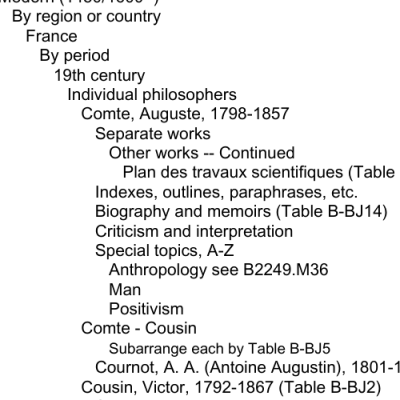 Modern (1450/1600- )
By region or country
France
By period
19th century
Individual philosophers
Comte, Auguste, 1798-1857
Separate works
Other works -- Continued
Plan des travaux scientifiques (Table
Indexes, outlines, paraphrases, etc.
Biography and memoirs (Table B-BJ14)
Criticism and interpretation
Special topics, A-Z
Anthropology see B2249.M36
Man
Positivism
Comte - Cousin
Subarrange each by Table B-BJ5
Cournot, A. A. (Antoine Augustin), 1801-1
Cousin, Victor, 1792-1867 (Table B-BJ2)